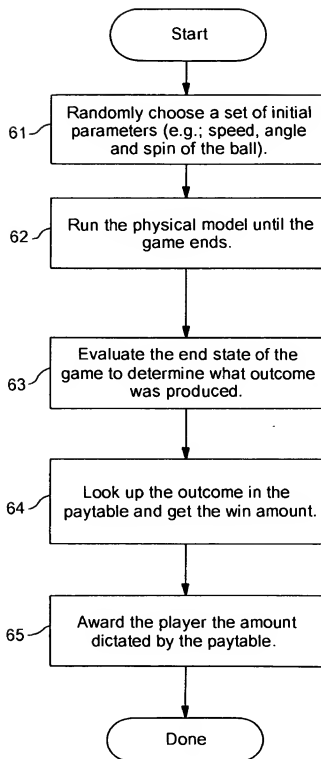 Start
61
Randomly choose a set of initial
parameters (e.g.; speed, angle
and spin of the ball).
62
Run the physical model until the
game ends.
63
Evaluate the end state of the
game to determine what outcome
was produced.
64
Look up the outcome in the
paytable and get the win amount.
65
Award the player the amount
dictated by the paytable.
Done